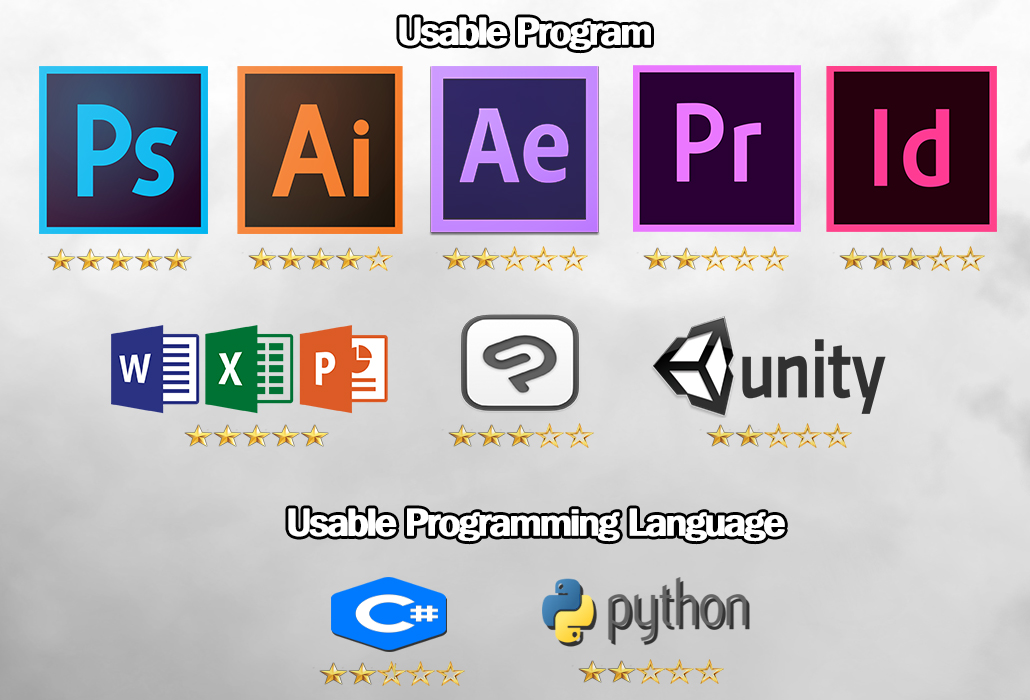 Usable Program
Ps Ai Ae Pr Id
W X P
unity
Usable Programming Language
C# python